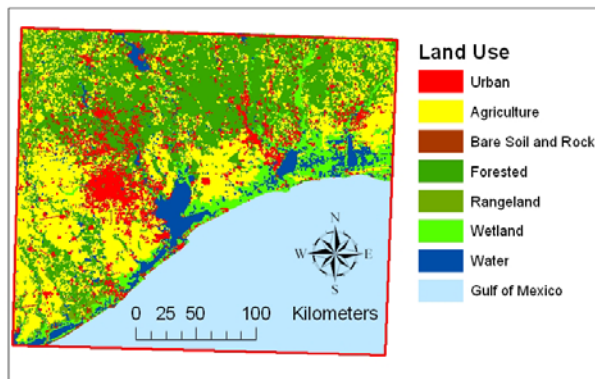 Land Use
Urban
Agriculture
Bare Soil and Rock
Forested
Rangeland
Wetland
Water
Gulf of Mexico
N
W E
S
0 25 50 100 Kilometers